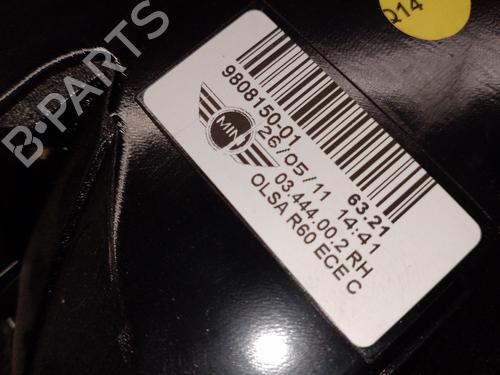 B-PARTS
Q14
9808150-01 63.21
MINI
26/05/11 14:41
03.444.00.2 RH
OLSA R60 ECE C